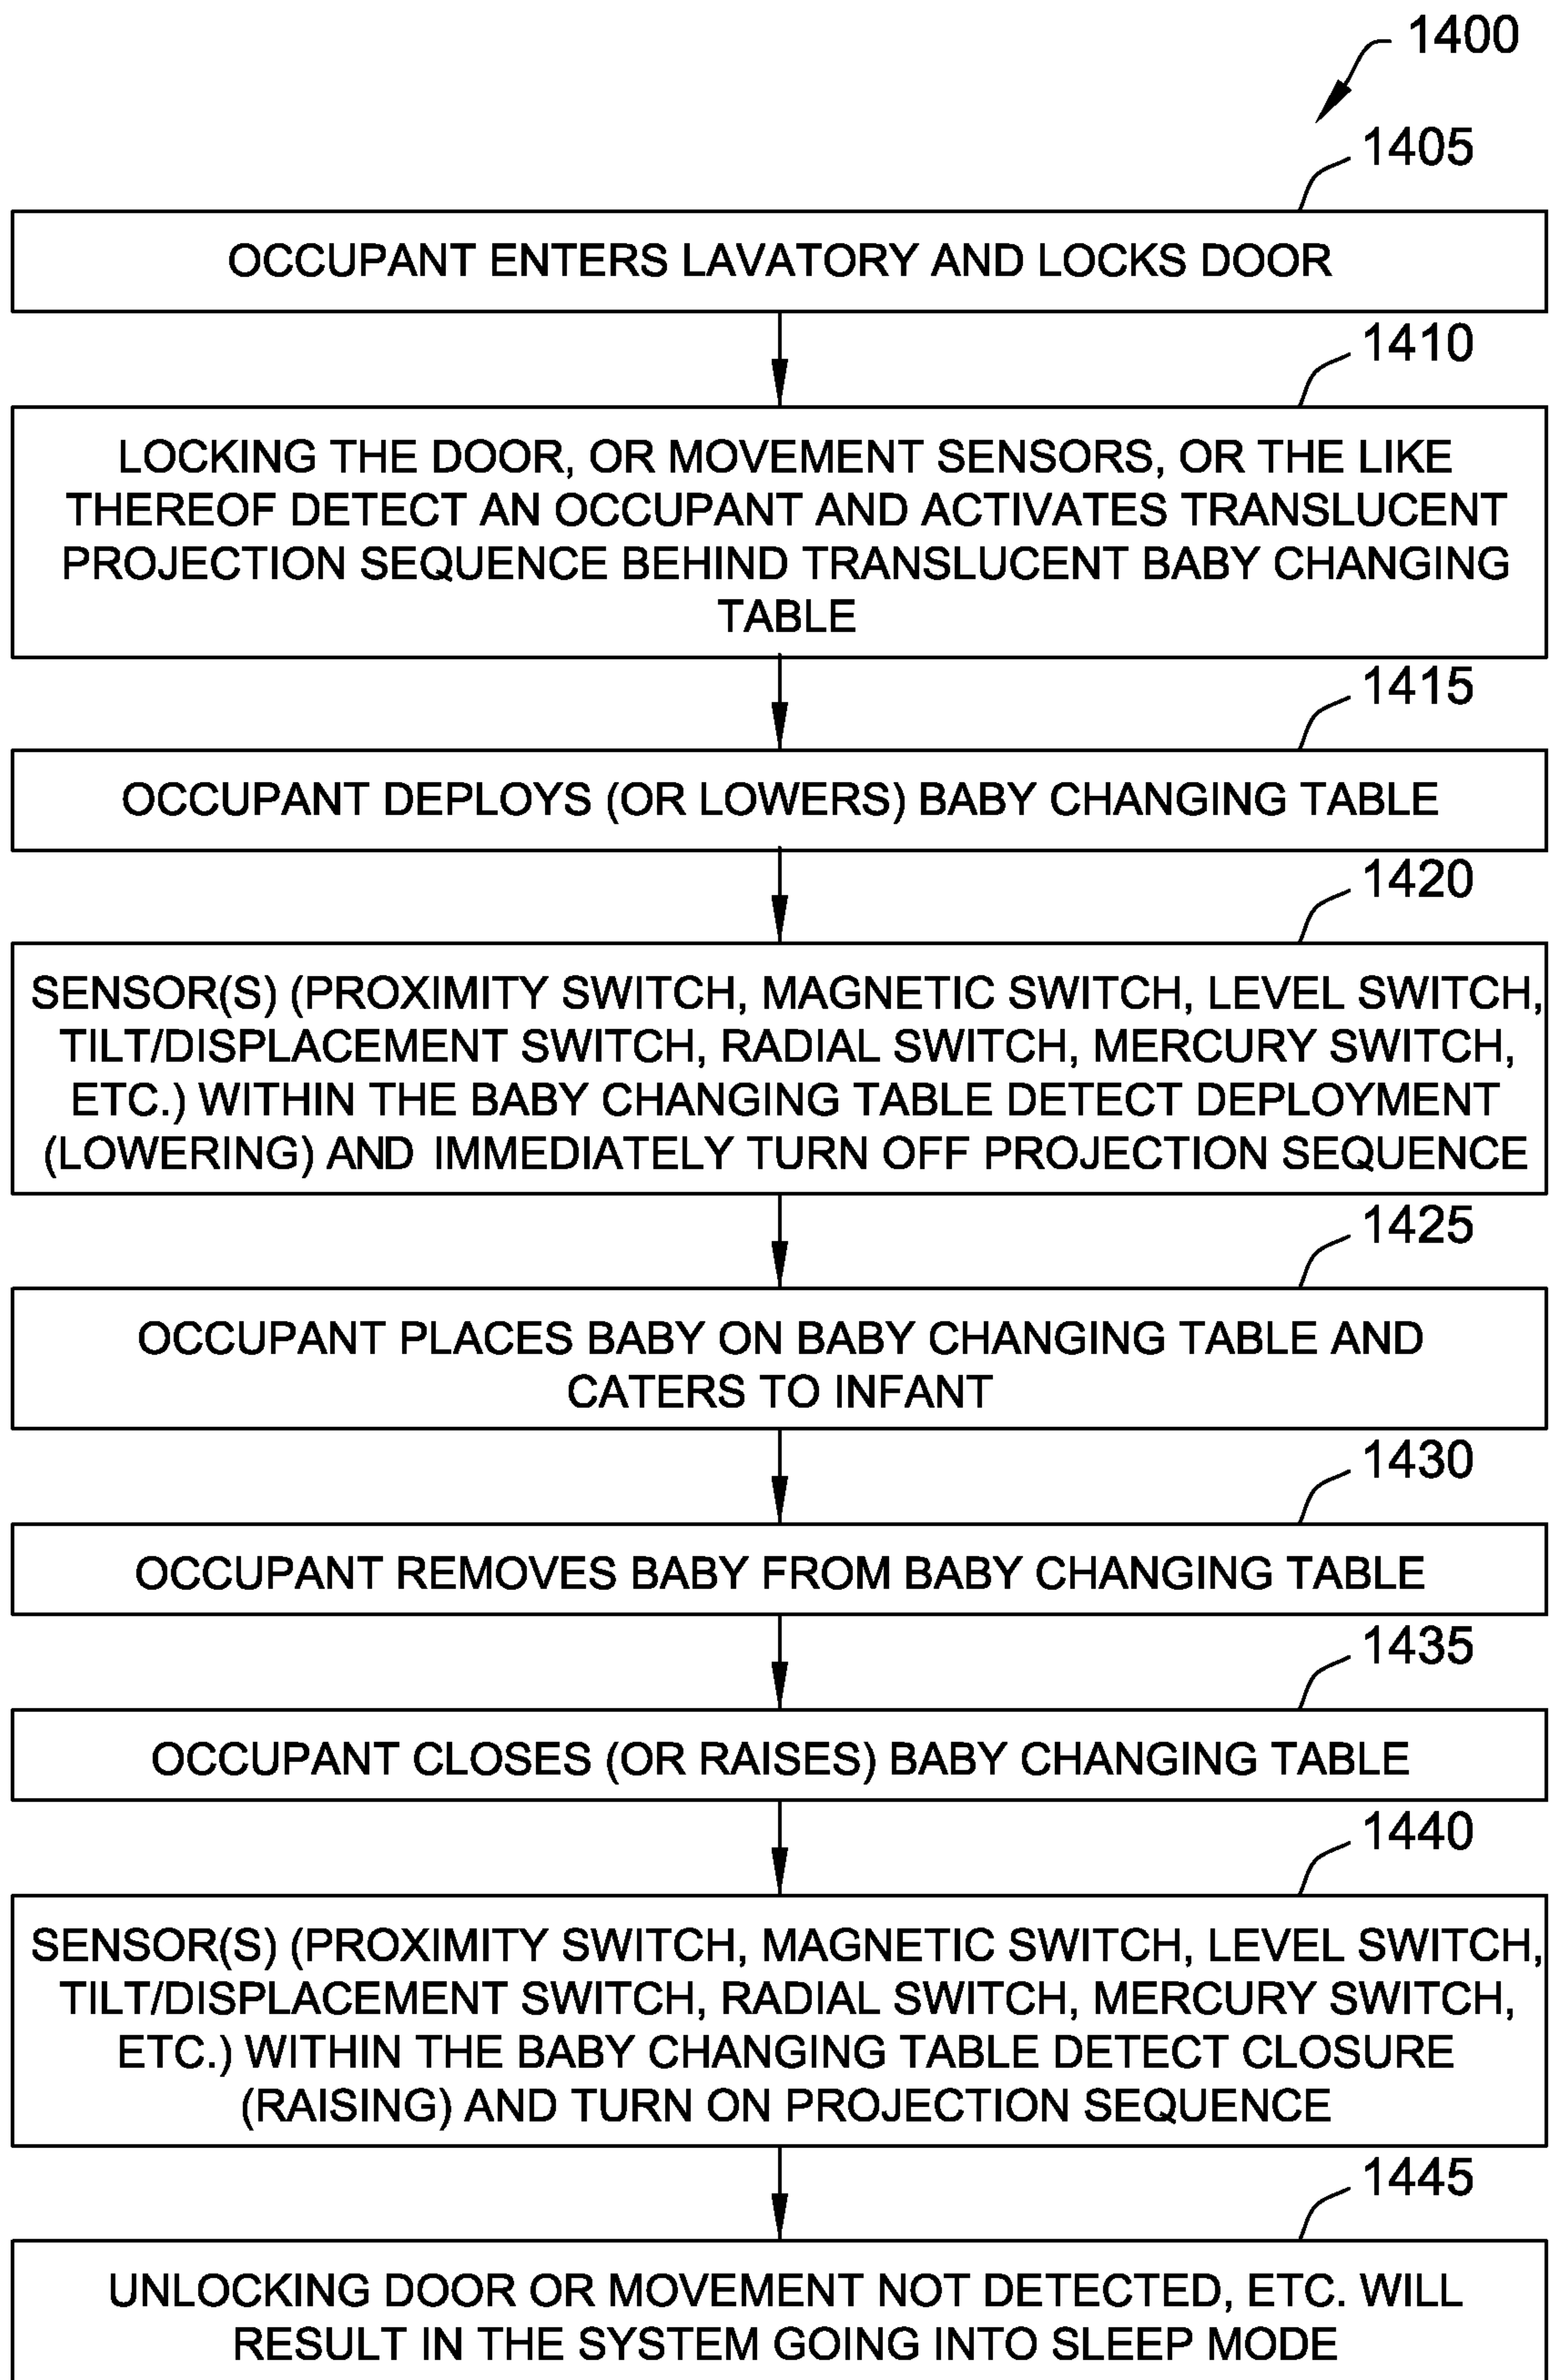 1400
1405
OCCUPANT ENTERS LAVATORY AND LOCKS DOOR
1410
LOCKING THE DOOR, OR MOVEMENT SENSORS, OR THE LIKE
THEREOF DETECT AN OCCUPANT AND ACTIVATES TRANSLUCENT
PROJECTION SEQUENCE BEHIND TRANSLUCENT BABY CHANGING
TABLE
1415
OCCUPANT DEPLOYS (OR LOWERS) BABY CHANGING TABLE
1420
SENSOR(S) (PROXIMITY SWITCH, MAGNETIC SWITCH, LEVEL SWITCH,
TILT/DISPLACEMENT SWITCH, RADIAL SWITCH, MERCURY SWITCH,
ETC.) WITHIN THE BABY CHANGING TABLE DETECT DEPLOYMENT
(LOWERING) AND IMMEDIATELY TURN OFF PROJECTION SEQUENCE
1425
OCCUPANT PLACES BABY ON BABY CHANGING TABLE AND
CATERS TO INFANT
1430
OCCUPANT REMOVES BABY FROM BABY CHANGING TABLE
1435
OCCUPANT CLOSES (OR RAISES) BABY CHANGING TABLE
1440
SENSOR(S) (PROXIMITY SWITCH, MAGNETIC SWITCH, LEVEL SWITCH,
TILT/DISPLACEMENT SWITCH, RADIAL SWITCH, MERCURY SWITCH,
ETC.) WITHIN THE BABY CHANGING TABLE DETECT CLOSURE
(RAISING) AND TURN ON PROJECTION SEQUENCE
1445
UNLOCKING DOOR OR MOVEMENT NOT DETECTED, ETC. WILL
RESULT IN THE SYSTEM GOING INTO SLEEP MODE